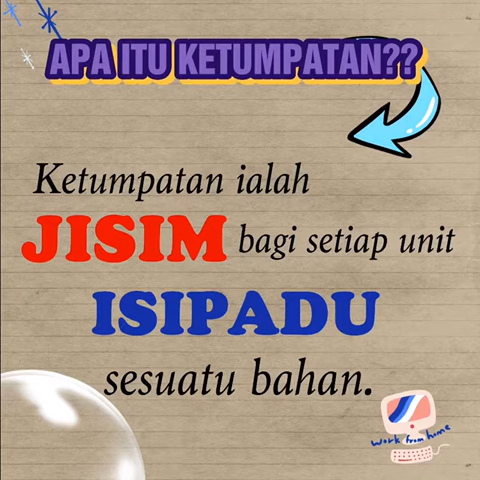 APA ITU KETUMPATAN??
Ketumpatan ialah
JISIM bagi setiap unit
ISIPADU
sesuatu bahan.
work from home